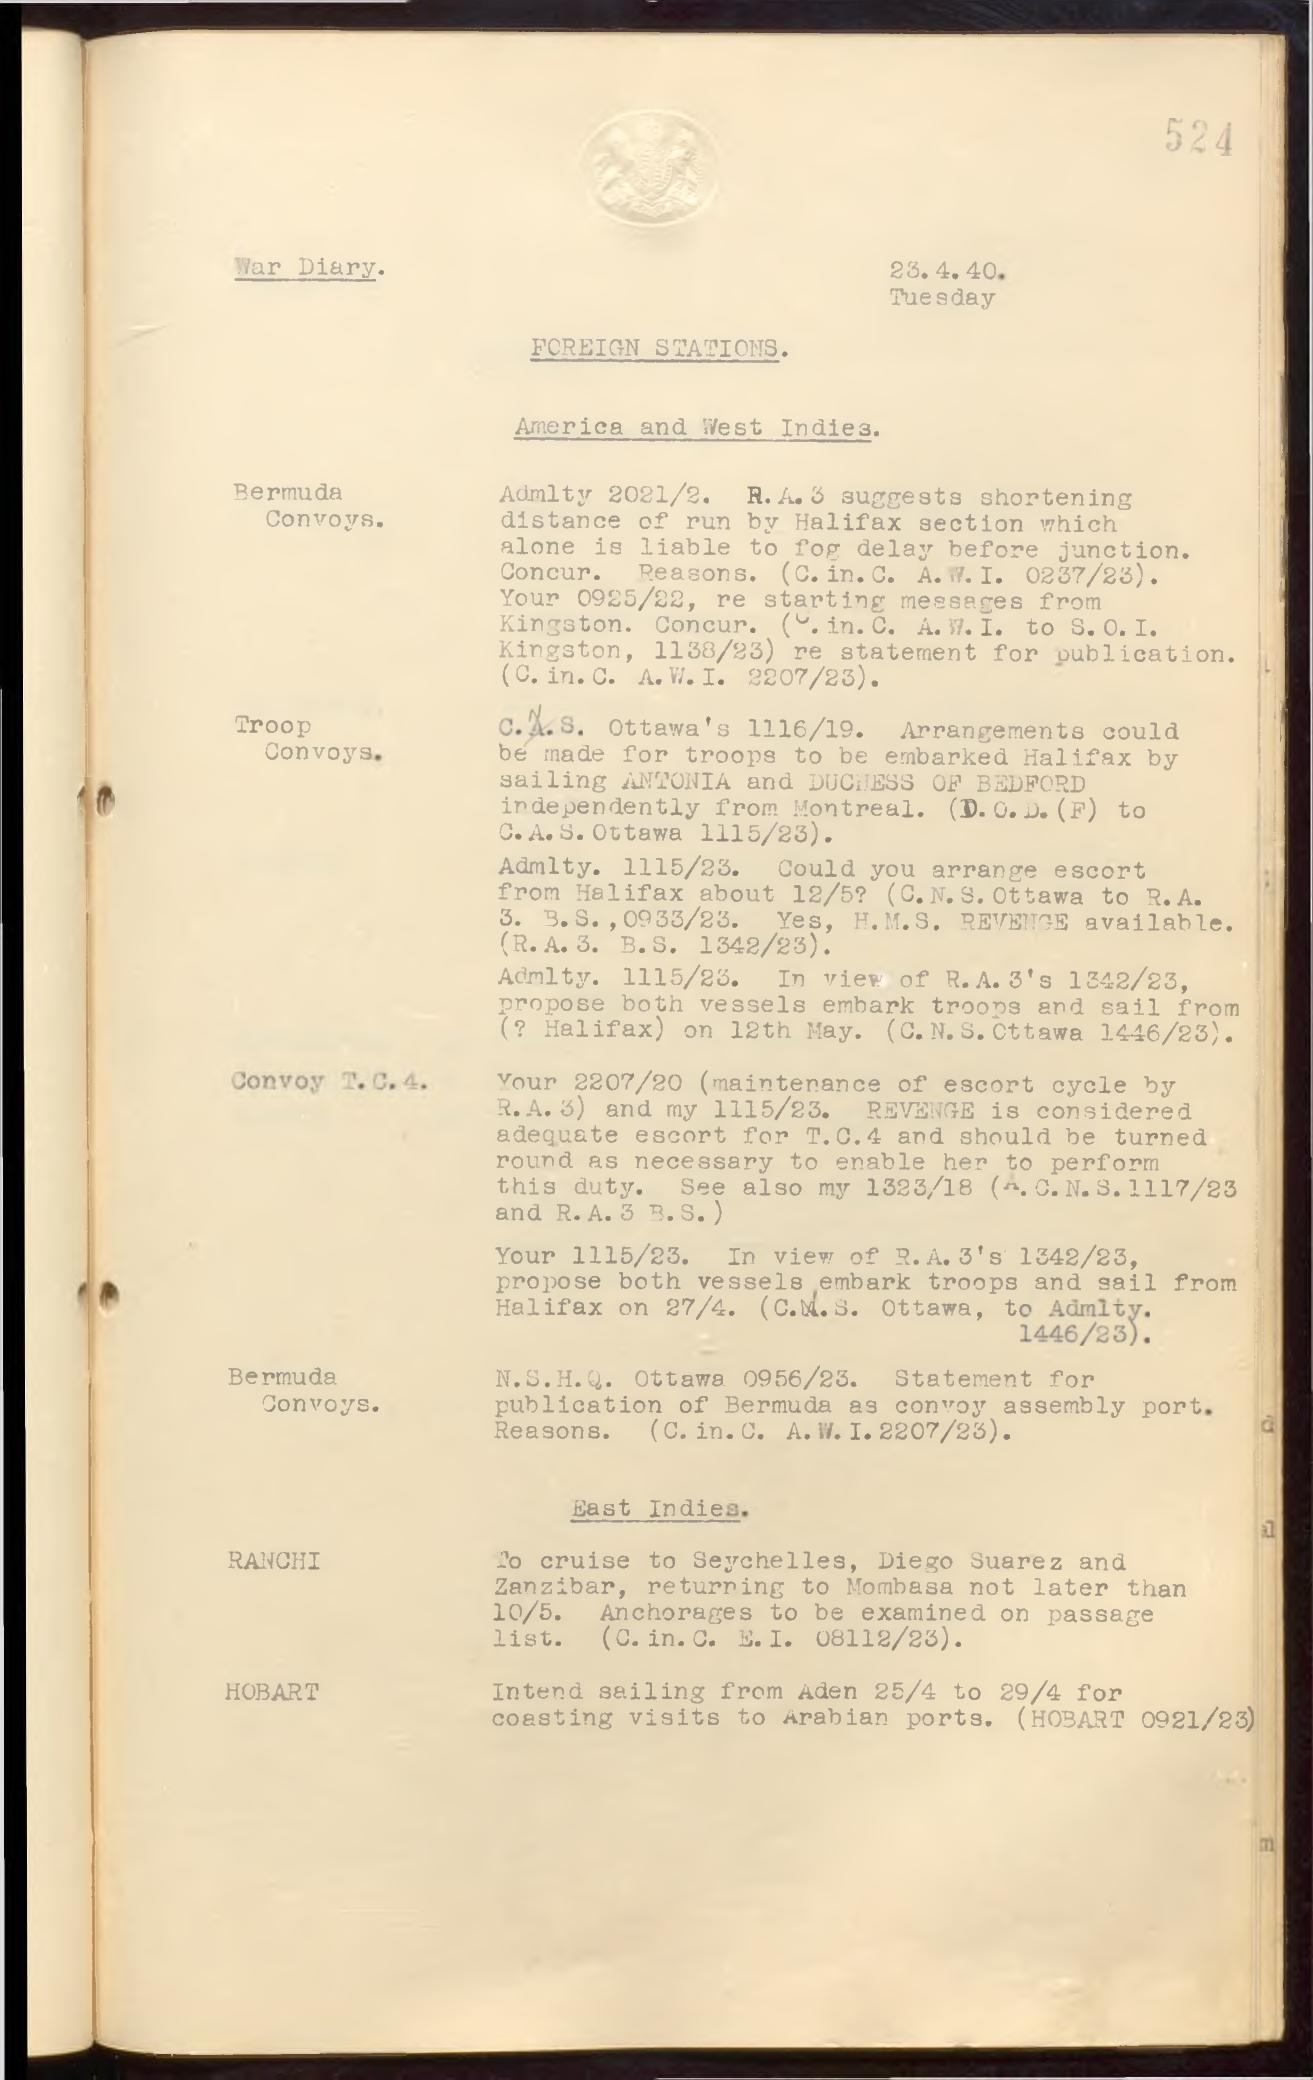 524
War Diary.
23.4.40.
Tuesday
FOREIGN STATIONS.
America and West Indies.
Bermuda
Convoys.
Admlty 2021/2. R.A.3 suggests shortening
distance of run by Halifax section which
alone is liable to fog delay before junction.
Concur. Reasons. (C.in.C. A.W.I. 0237/23).
Your 0925/22, re starting messages from
Kingston. Concur. (C.in.C. A.W.I. to S.O.I.
Kingston, 1138/23) re statement for publication.
(C.in.C. A.W.I. 2207/23).
Troop
Convoys.
C.N.S. Ottawa's 1116/19. Arrangements could
be made for troops to be embarked Halifax by
sailing ANTONIA and DUCHESS OF BEDFORD
independently from Montreal. (D.O.D.(F) to
C.A.S.Ottawa 1115/23).
Admlty. 1115/23. Could you arrange escort
from Halifax about 12/5? (C.N.S.Ottawa to R.A.
3. B.S.,0933/23. Yes, H.M.S. REVENGE available.
(R.A.3. B.S. 1342/23).
Admlty. 1115/23. In view of R.A.3's 1342/23,
propose both vessels embark troops and sail from
(? Halifax) on 12th May. (C.N.S.Ottawa 1446/23).
Convoy T.C.4.
Your 2207/20 (maintenance of escort cycle by
R.A.3) and my 1115/23. REVENGE is considered
adequate escort for T.C.4 and should be turned
round as necessary to enable her to perform
this duty. See also my 1323/18 (A.C.N.S.1117/23
and R.A.3 B.S.)
Your 1115/23. In view of R.A.3's 1342/23,
propose both vessels embark troops and sail from
Halifax on 27/4. (C.N.S. Ottawa, to Admlty.
1446/23).
Bermuda
Convoys.
N.S.H.Q. Ottawa 0956/23. Statement for
publication of Bermuda as convoy assembly port.
Reasons. (C.in.C. A.W.I.2207/23).
East Indies.
RANCHI
To cruise to Seychelles, Diego Suarez and
Zanzibar, returning to Mombasa not later than
10/5. Anchorages to be examined on passage
list. (C.in.C. E.I. 08112/23).
HOBART
Intend sailing from Aden 25/4 to 29/4 for
coasting visits to Arabian ports. (HOBART 0921/23)